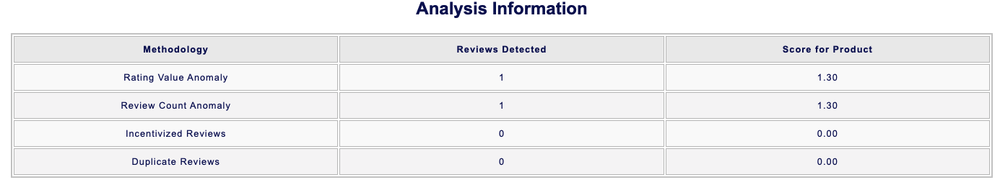 Analysis Information
Methodology Reviews Detected Score for Product
Rating Value Anomaly 1 1.30
Review Count Anomaly 1 1.30
Incentivized Reviews 0 0.00
Duplicate Reviews 0 0.00